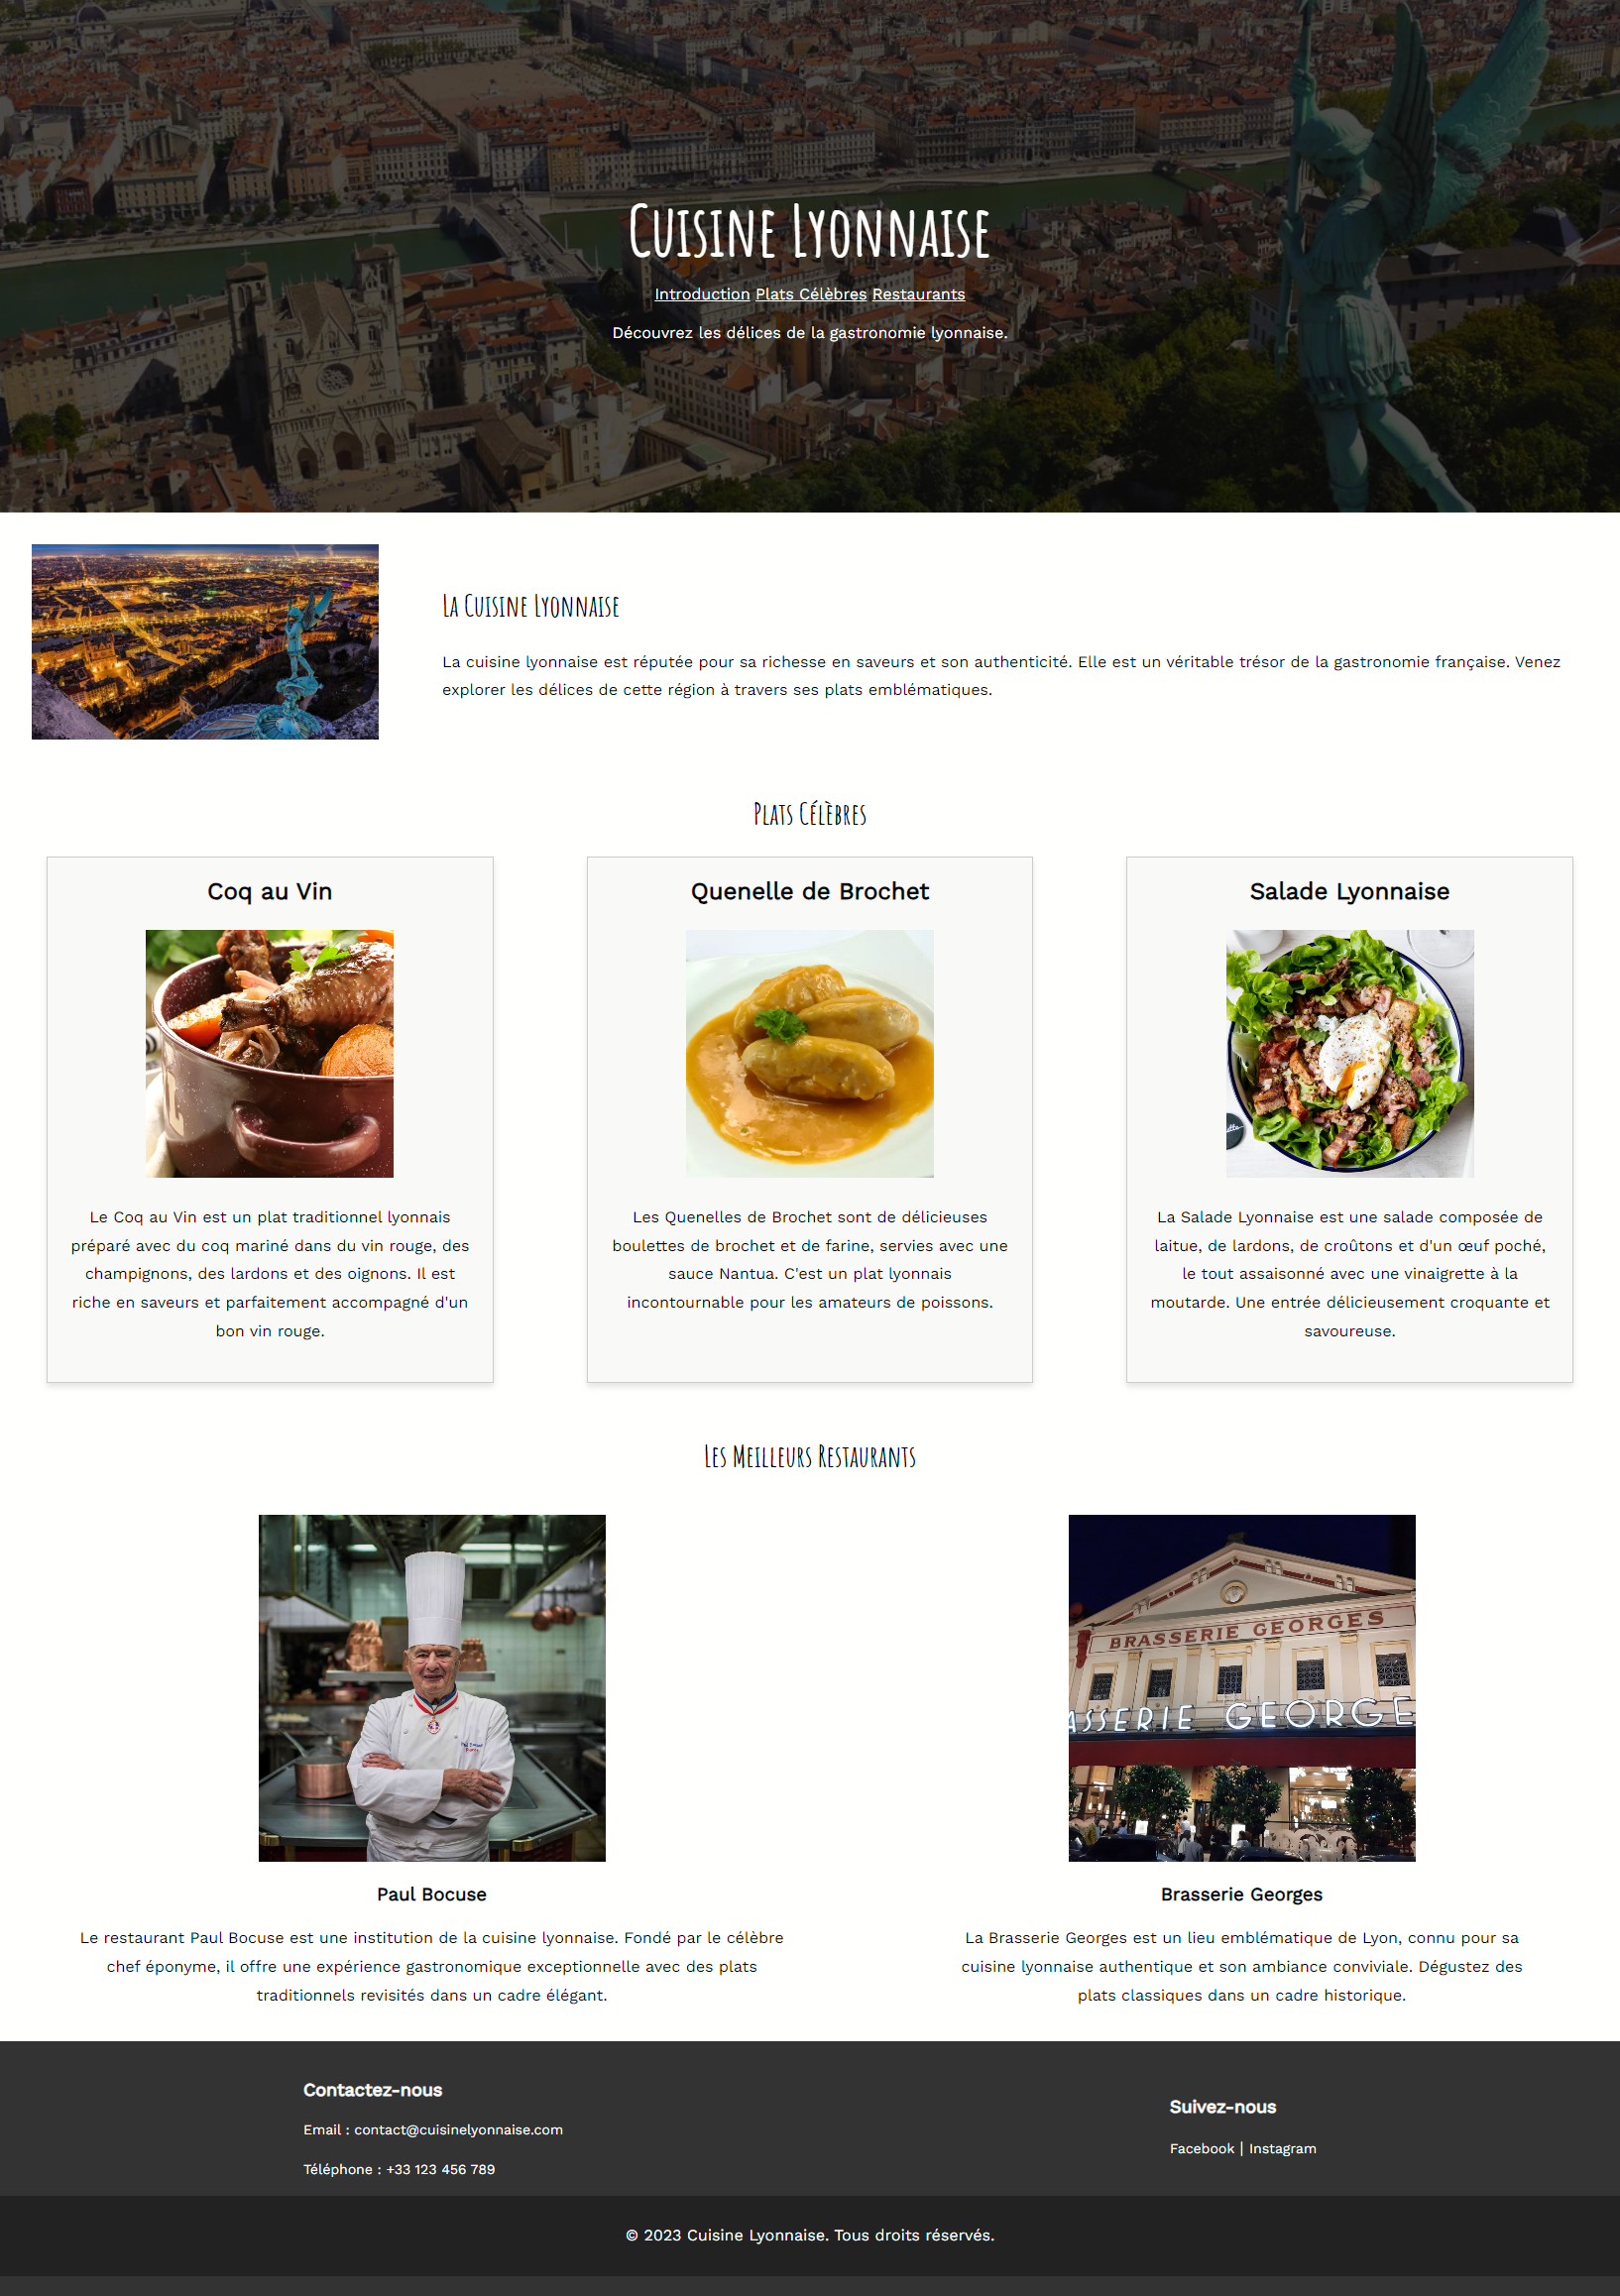 Cuisine Lyonnaise
Introduction Plats Célèbres Restaurants
Découvrez les délices de la gastronomie lyonnaise.
La Cuisine Lyonnaise
La cuisine lyonnaise est réputée pour sa richesse en saveurs et son authenticité. Elle est un véritable trésor de la gastronomie française. Venez
explorer les délices de cette région à travers ses plats emblématiques.
Plats Célèbres
Coq au Vin
Le Coq au Vin est un plat traditionnel lyonnais
préparé avec du coq mariné dans du vin rouge, des
champignons, des lardons et des oignons. Il est
riche en saveurs et parfaitement accompagné d'un
bon vin rouge.
Quenelle de Brochet
Les Quenelles de Brochet sont de délicieuses
boulettes de brochet et de farine, servies avec une
sauce Nantua. C'est un plat lyonnais
incontournable pour les amateurs de poissons.
Salade Lyonnaise
La Salade Lyonnaise est une salade composée de
laitue, de lardons, de croûtons et d'un œuf poché,
le tout assaisonné avec une vinaigrette à la
moutarde. Une entrée délicieusement croquante et
savoureuse.
Les Meilleurs Restaurants
Paul Bocuse
Le restaurant Paul Bocuse est une institution de la cuisine lyonnaise. Fondé par le célèbre
chef éponyme, il offre une expérience gastronomique exceptionnelle avec des plats
traditionnels revisités dans un cadre élégant.
BRASSERIE GEORGES
ASSERIE GEORGE
Brasserie Georges
La Brasserie Georges est un lieu emblématique de Lyon, connu pour sa
cuisine lyonnaise authentique et son ambiance conviviale. Dégustez des
plats classiques dans un cadre historique.
Contactez-nous
Email : contact@cuisinelyonnaise.com
Téléphone : +33 123 456 789
Suivez-nous
Facebook | Instagram
© 2023 Cuisine Lyonnaise. Tous droits réservés.